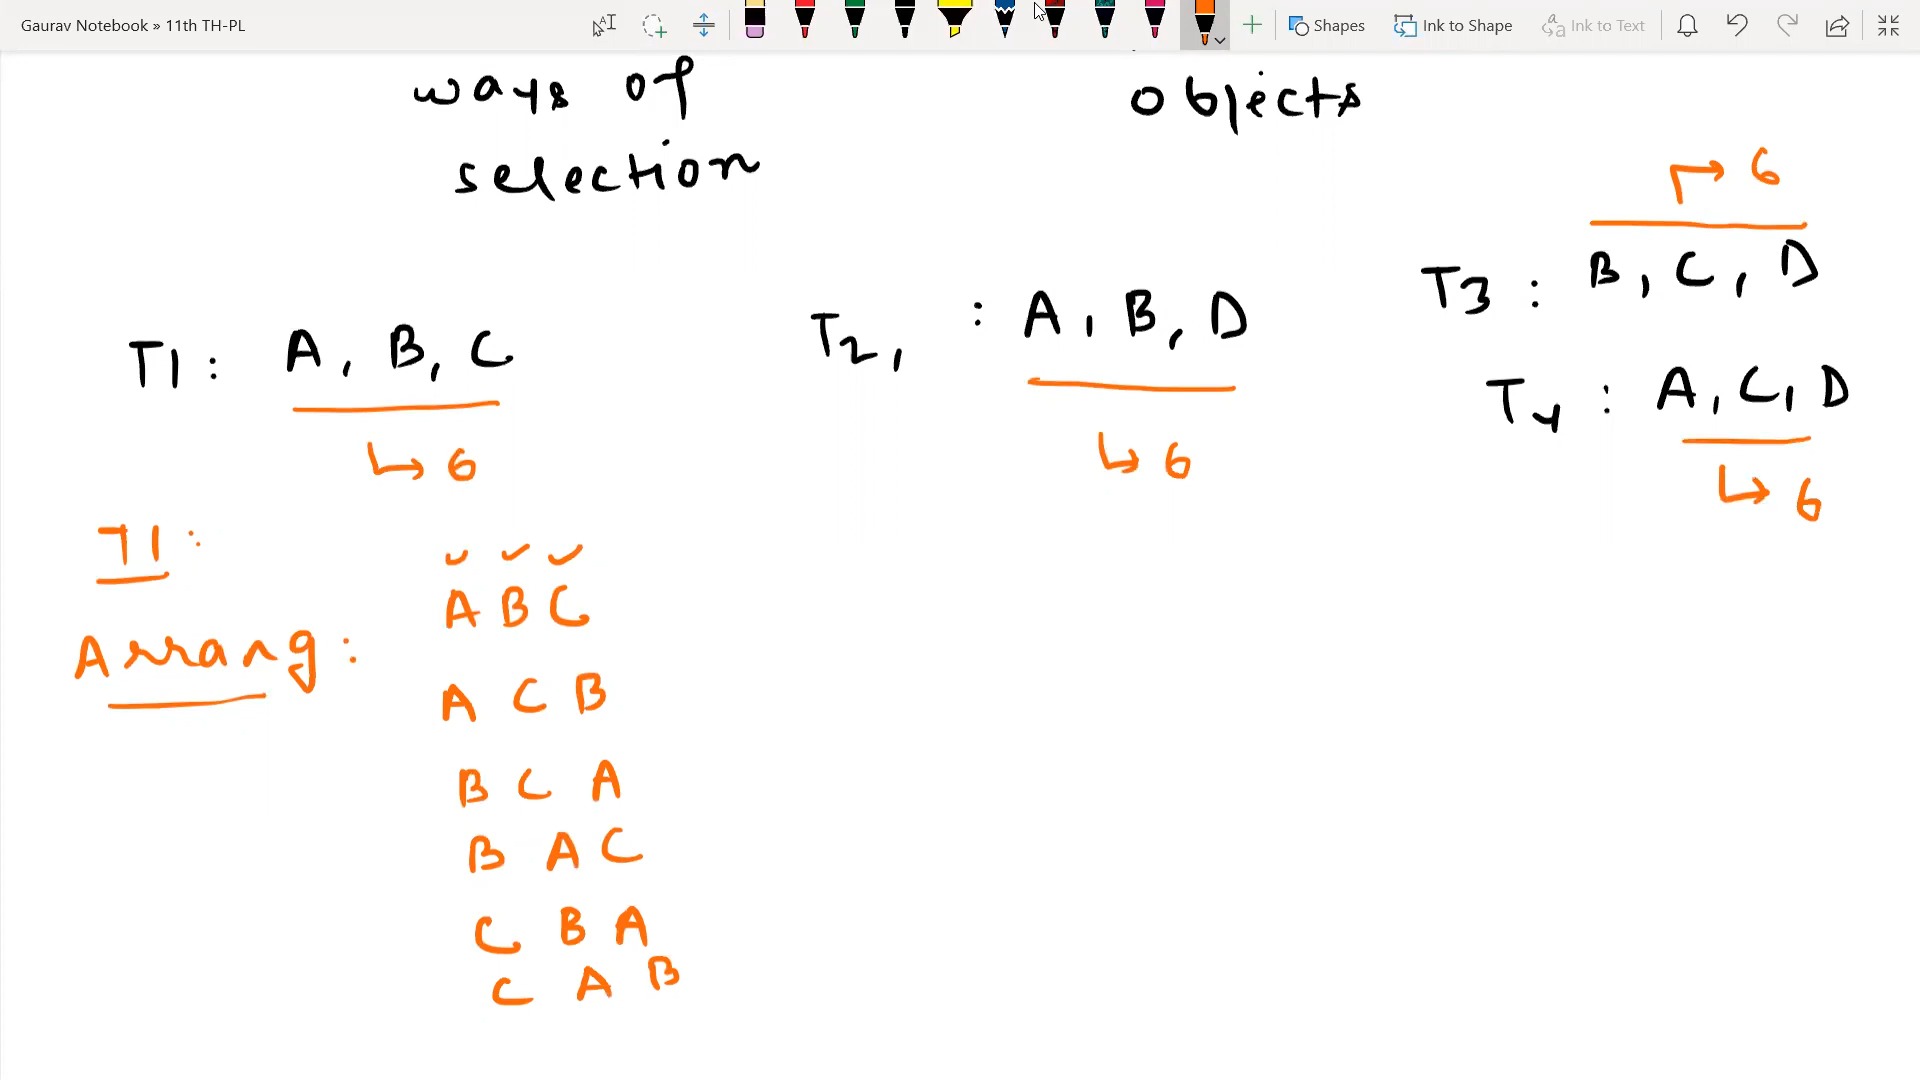 Gaurav Notebook » 11th TH-PL
Shapes
Ink to Shape
Ink to Text
ways of
selection
objects
↱ 6
T3 : B, C, D
T1 : A, B, C
↳ 6
T2, : A, B, D
↳ 6
T4 : A, C, D
↳ 6
T1 :
Arrang :
A B C
A C B
B C A
B A C
C B A
C A B